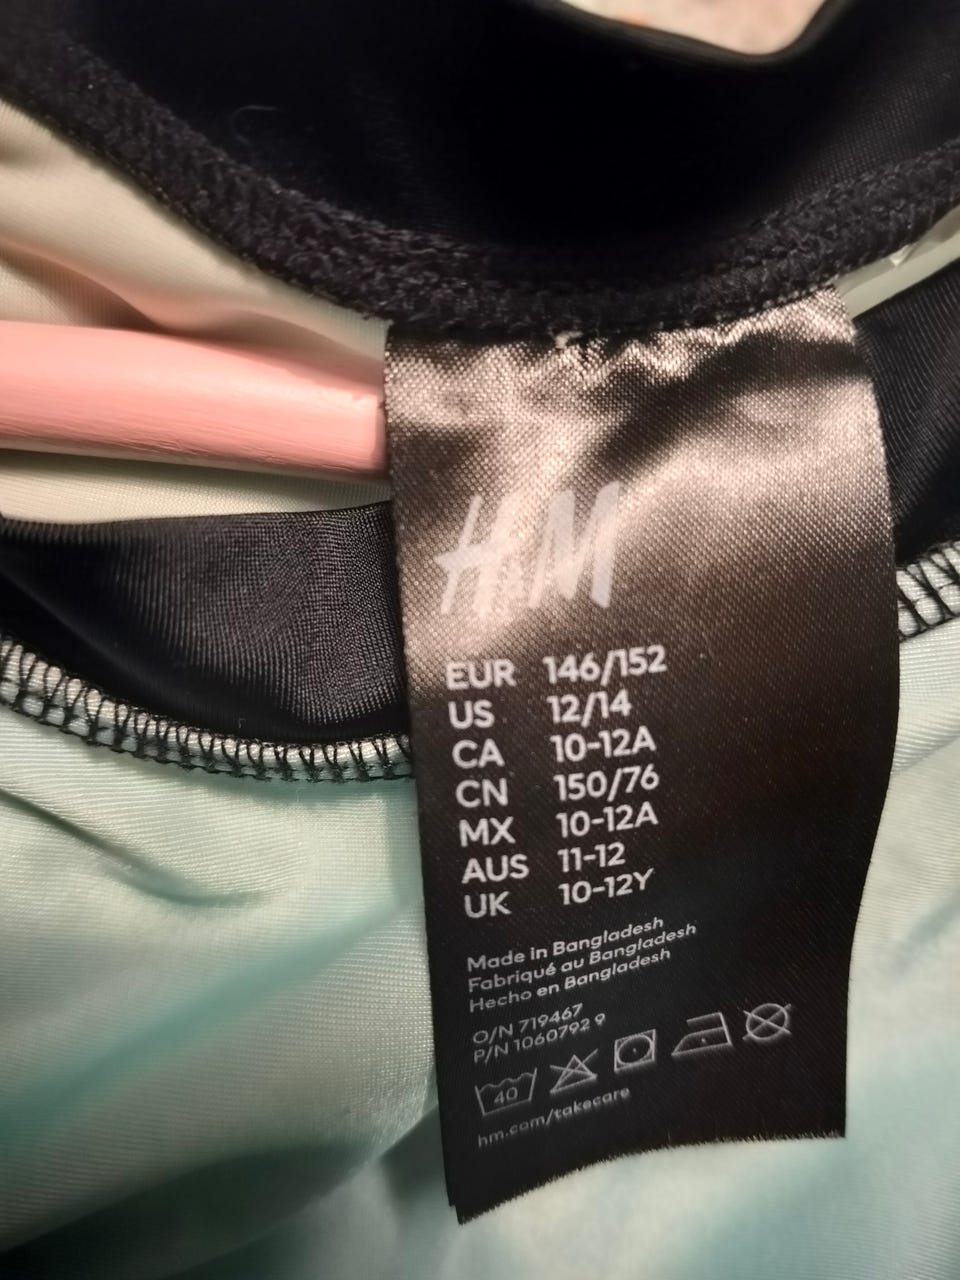 H&M
EUR 146/152
US 12/14
CA 10-12A
CN 150/76
MX 10-12A
AUS 11-12
UK 10-12Y
Made in Bangladesh
Fabriqué au Bangladesh
Hecho en Bangladesh
O/N 719467
P/N 1060792 9
40
hm.com/takecare